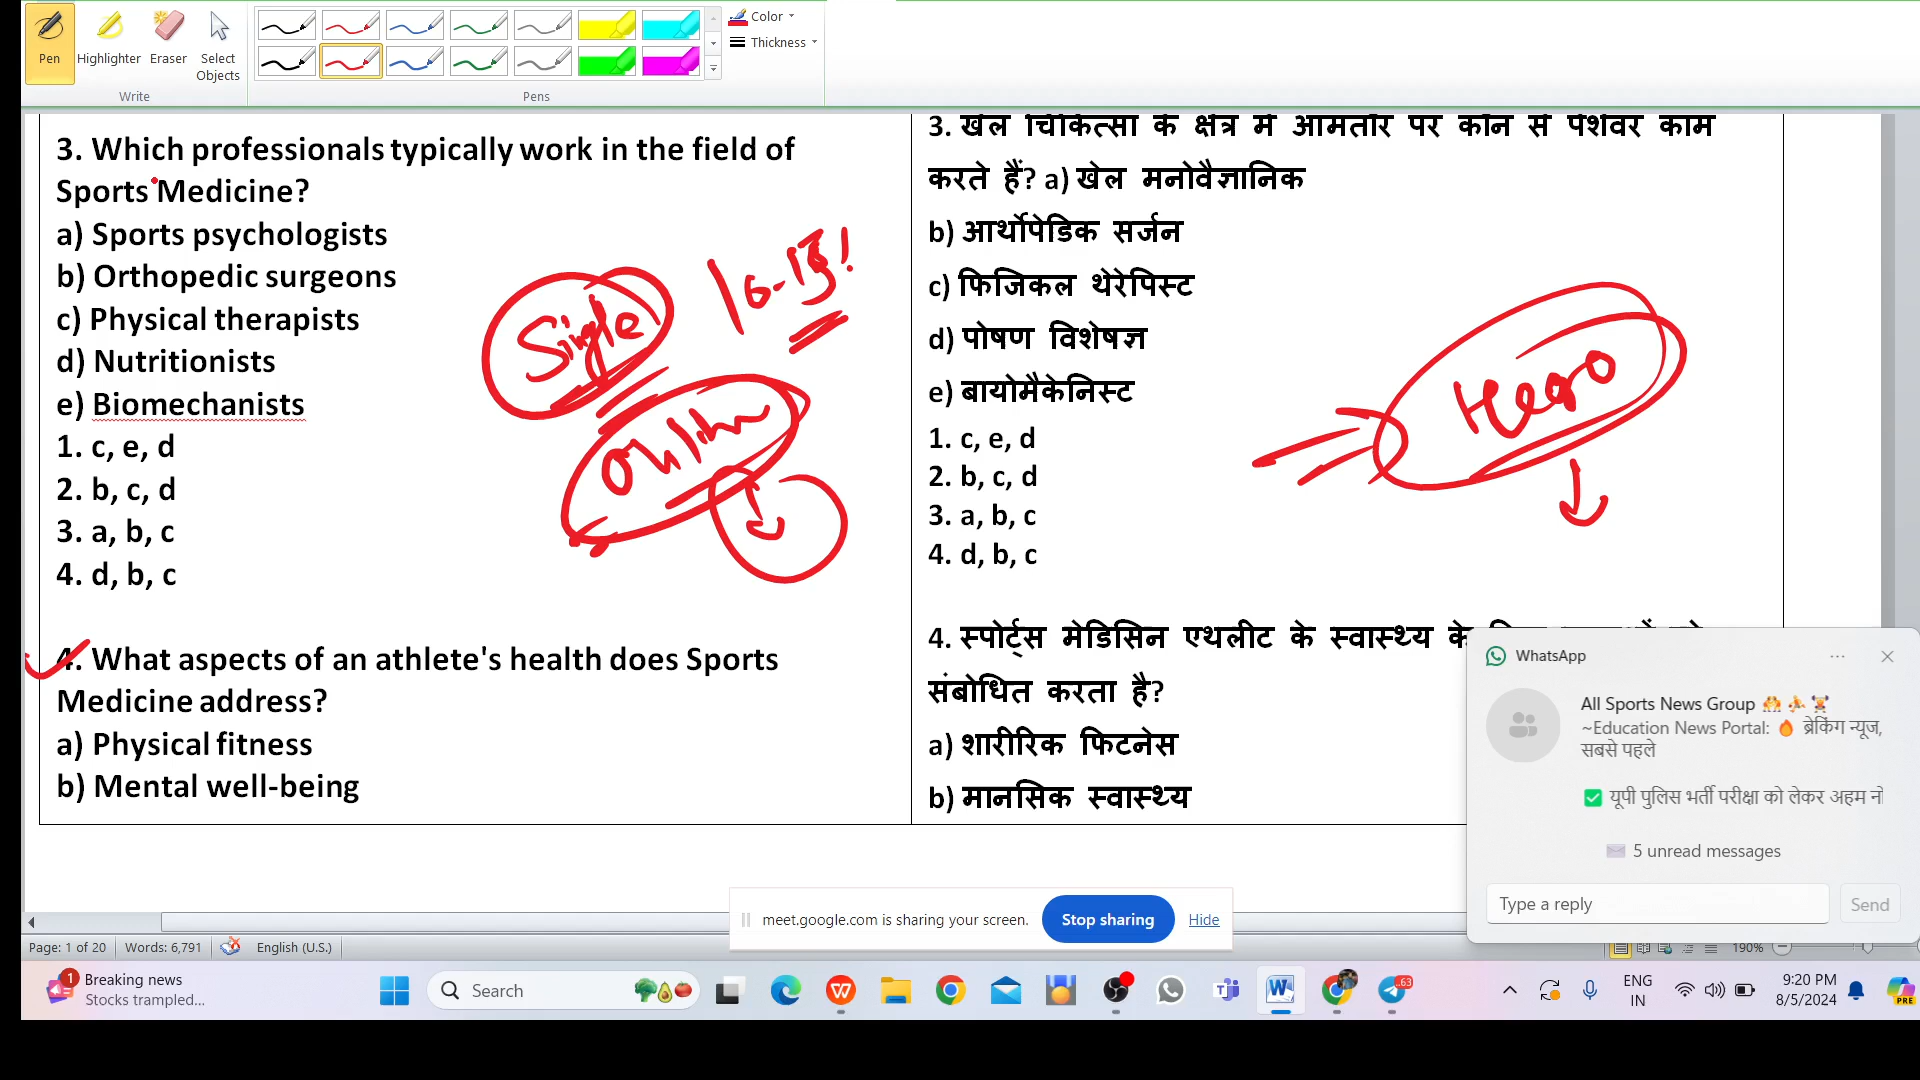 Pen
Highlighter
Eraser
Select
Objects
Write
Pens
Color
Thickness
3. Which professionals typically work in the field of
Sports Medicine?
a) Sports psychologists
b) Orthopedic surgeons
c) Physical therapists
d) Nutritionists
e) Biomechanists
1. c, e, d
2. b, c, d
3. a, b, c
4. d, b, c
Single
4. What aspects of an athlete's health does Sports
Medicine address?
a) Physical fitness
b) Mental well-being
3. खेल चिकित्सा के क्षेत्र में आमतौर पर कौन से पेशेवर काम
करते हैं? a) खेल मनोवैज्ञानिक
b) आर्थोपेडिक सर्जन
c) फिजिकल थेरेपिस्ट
d) पोषण विशेषज्ञ
e) बायोमैकेनिस्ट
1. c, e, d
2. b, c, d
3. a, b, c
4. d, b, c
Hero
4. स्पोर्ट्स मेडिसिन एथलीट के स्वास्थ्य के
संबोधित करता है?
a) शारीरिक फिटनेस
b) मानसिक स्वास्थ्य
WhatsApp
All Sports News Group
~Education News Portal: 🔥 ब्रेकिंग न्यूज,
सबसे पहले
✅ यूपी पुलिस भर्ती परीक्षा को लेकर अहम
5 unread messages
Type a reply
Send
meet.google.com is sharing your screen.
Stop sharing
Hide
Page: 1 of 20
Words: 6,791
English (U.S.)
190%
1
Breaking news
Stocks trampled...
Search
63
ENG
IN
9:20 PM
8/5/2024
PRE